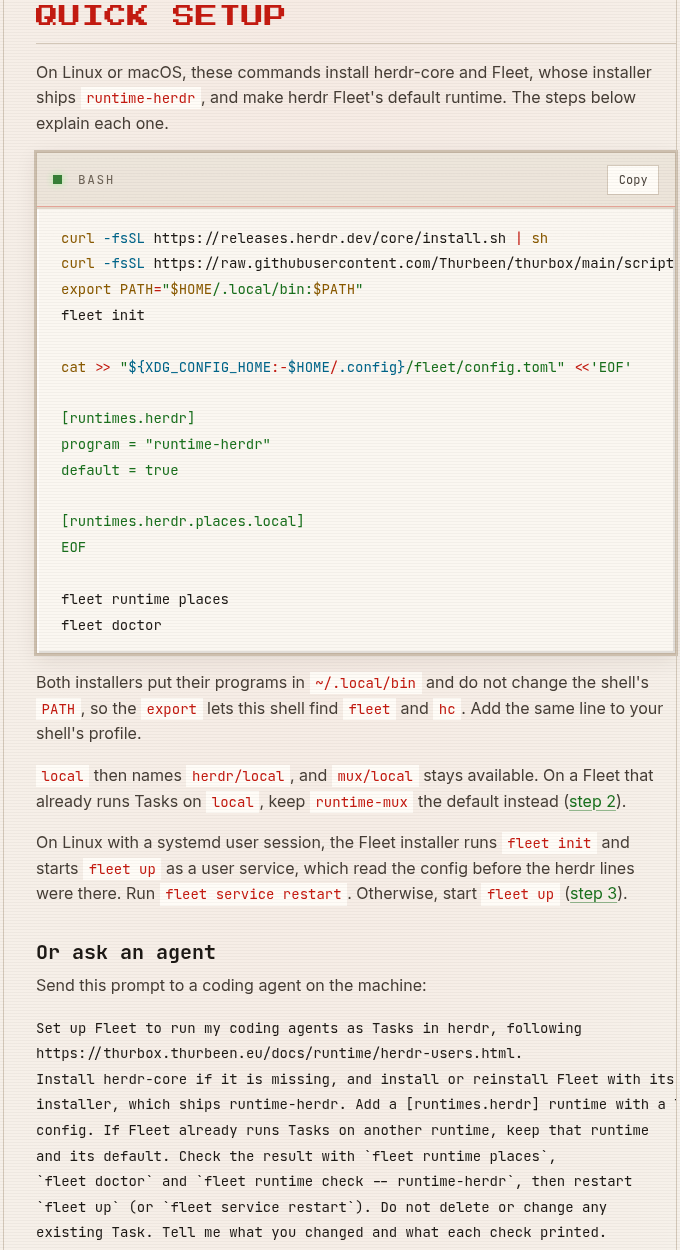 QUICK SETUP
On Linux or macOS, these commands install herdr-core and Fleet, whose installer
ships runtime-herdr, and make herdr Fleet's default runtime. The steps below
explain each one.
BASH
Copy
curl -fsSL https://releases.herdr.dev/core/install.sh | sh
curl -fsSL https://raw.githubusercontent.com/Thurbeen/thurbox/main/script
export PATH="$HOME/.local/bin:$PATH"
fleet init
cat >> "${XDG_CONFIG_HOME:-$HOME/.config}/fleet/config.toml" <<'EOF'
[runtimes.herdr]
program = "runtime-herdr"
default = true
[runtimes.herdr.places.local]
EOF
fleet runtime places
fleet doctor
Both installers put their programs in ~/.local/bin and do not change the shell's
PATH, so the export lets this shell find fleet and hc. Add the same line to your
shell's profile.
local then names herdr/local, and mux/local stays available. On a Fleet that
already runs Tasks on local, keep runtime-mux the default instead (step 2).
On Linux with a systemd user session, the Fleet installer runs fleet init and
starts fleet up as a user service, which read the config before the herdr lines
were there. Run fleet service restart. Otherwise, start fleet up (step 3).
Or ask an agent
Send this prompt to a coding agent on the machine:
Set up Fleet to run my coding agents as Tasks in herdr, following
https://thurbox.thurbeen.eu/docs/runtime/herdr-users.html.
Install herdr-core if it is missing, and install or reinstall Fleet with its
installer, which ships runtime-herdr. Add a [runtimes.herdr] runtime with a
config. If Fleet already runs Tasks on another runtime, keep that runtime
and its default. Check the result with `fleet runtime places`,
`fleet doctor` and `fleet runtime check -- runtime-herdr`, then restart
`fleet up` (or `fleet service restart`). Do not delete or change any
existing Task. Tell me what you changed and what each check printed.